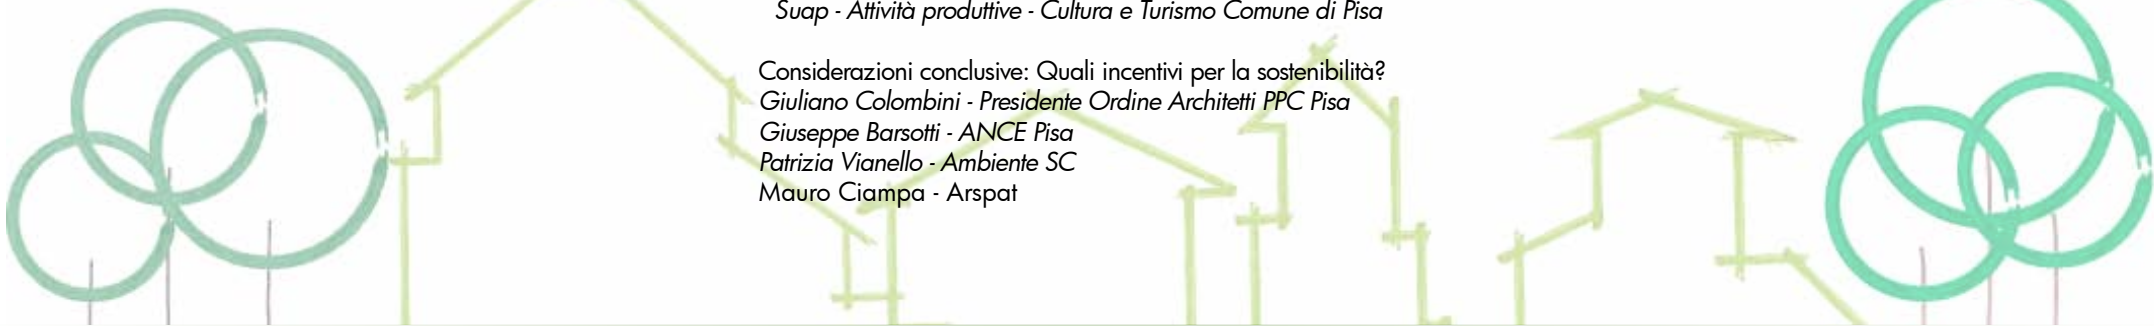 Suap - Attività produttive - Cultura e Turismo Comune di Pisa
Considerazioni conclusive: Quali incentivi per la sostenibilità?
Giuliano Colombini - Presidente Ordine Architetti PPC Pisa
Giuseppe Barsotti - ANCE Pisa
Patrizia Vianello - Ambiente SC
Mauro Ciampa - Arspat